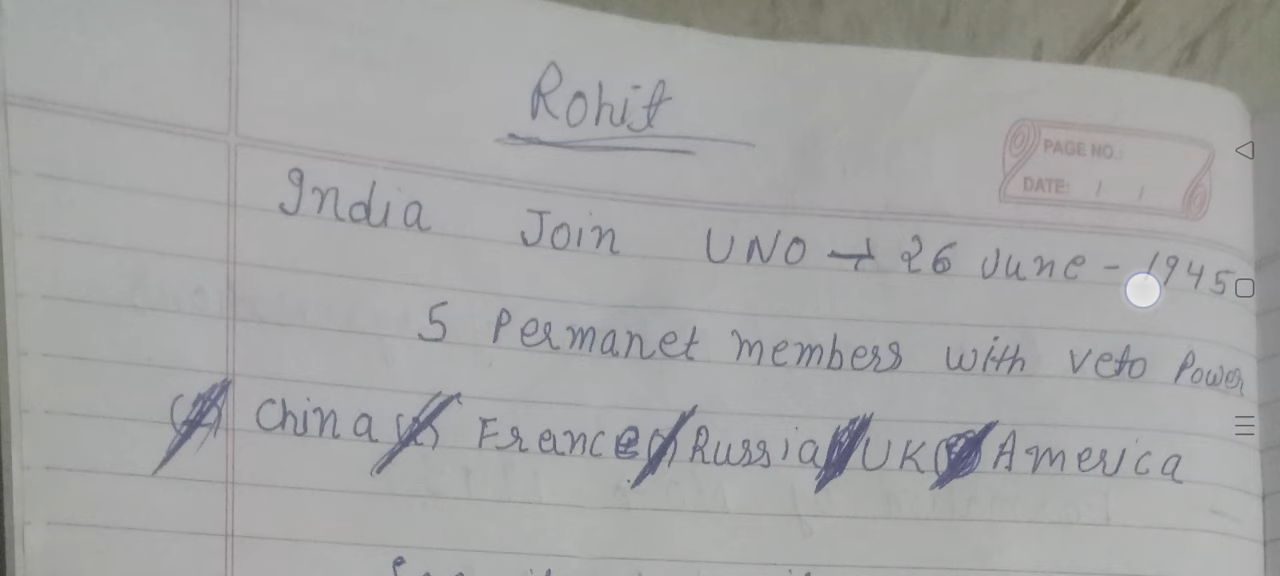 Rohit
PAGE NO.:
DATE: / /
India Join UNO → 26 June - 1945
5 Permanet members with veto Power
China France Russia UK America